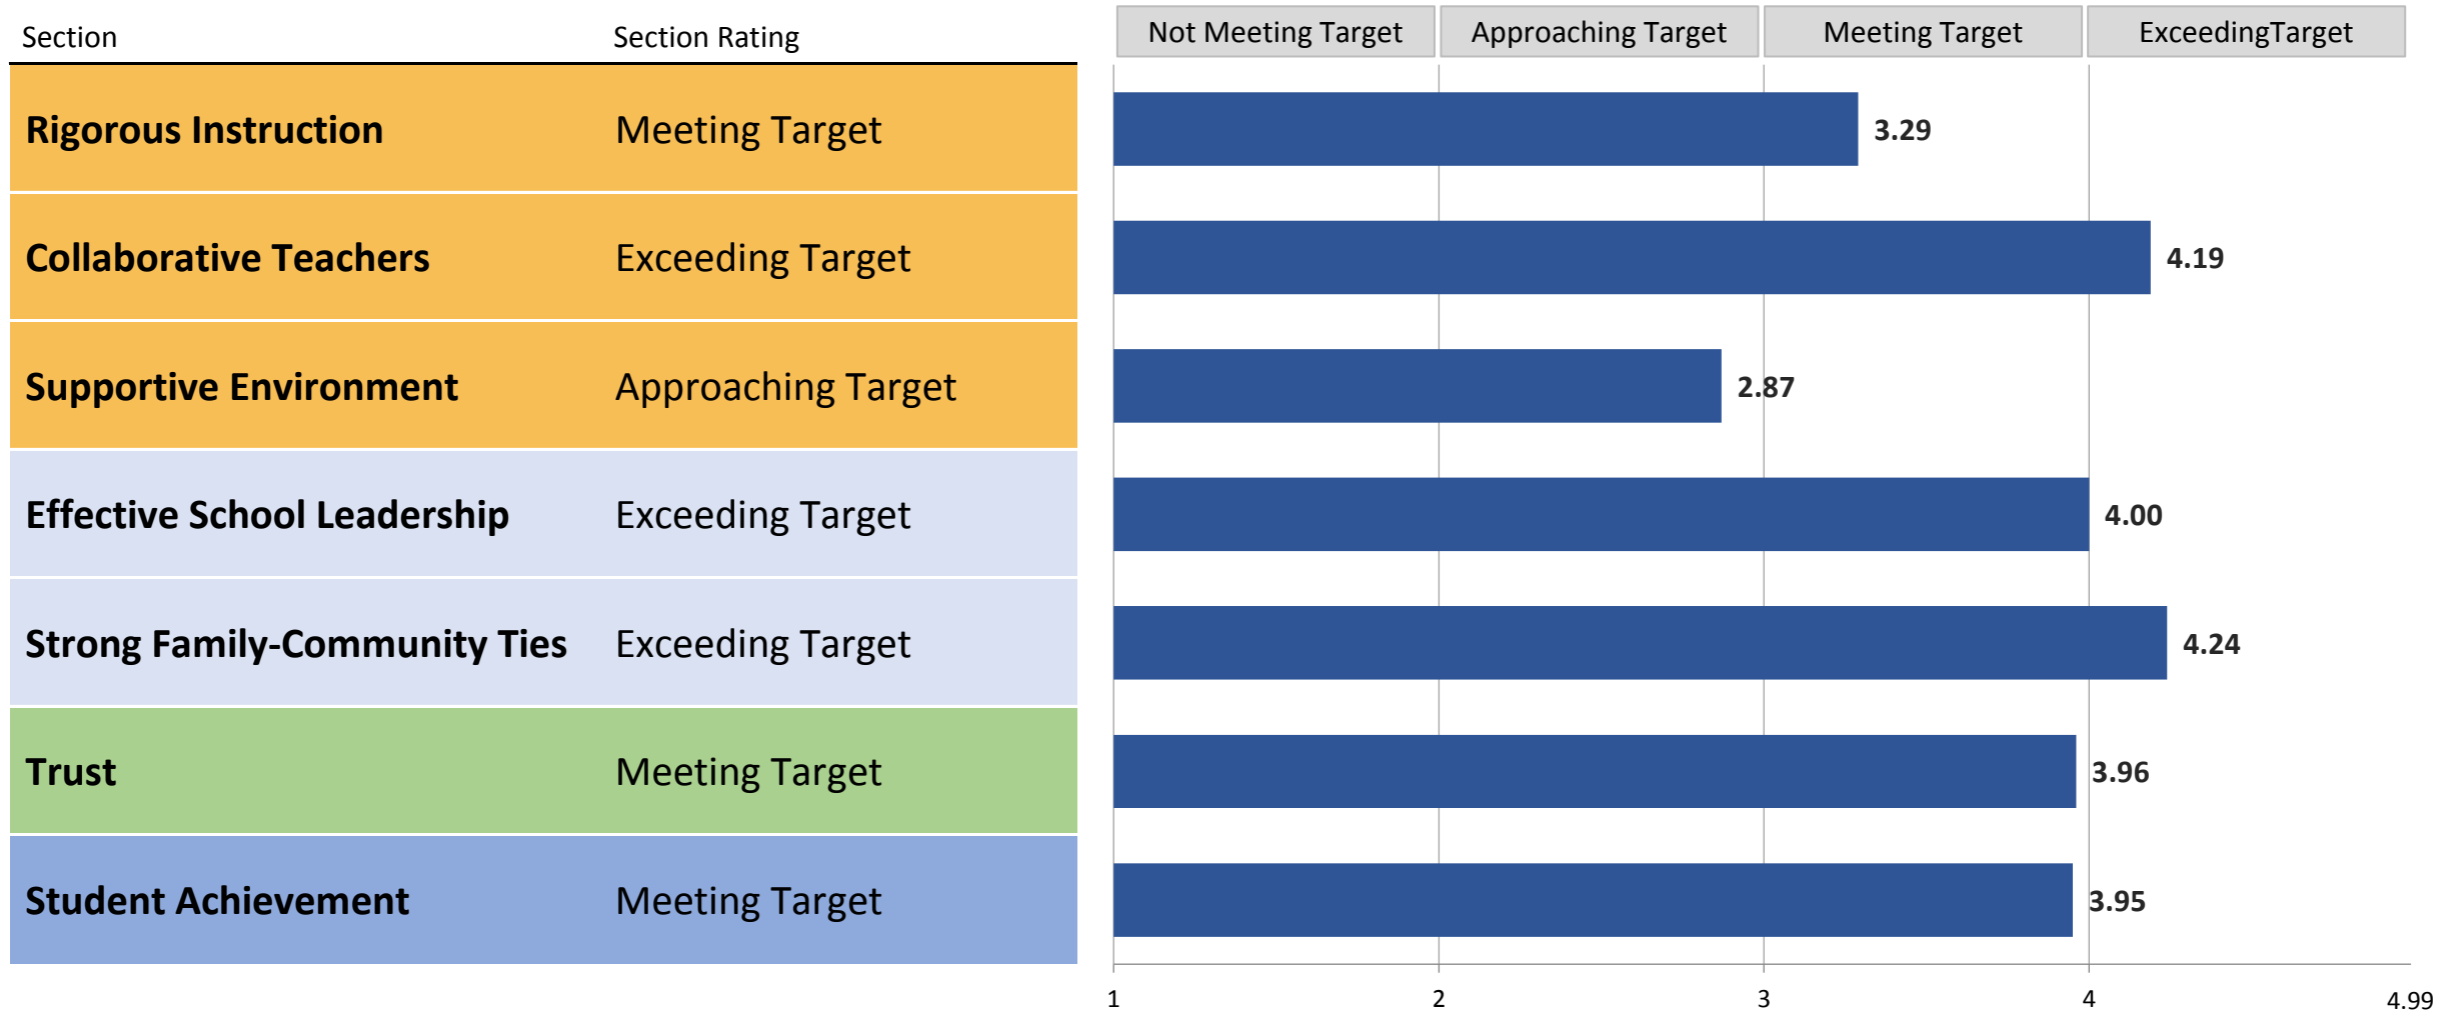 Section Section Rating Not Meeting Target Approaching Target Meeting Target ExceedingTarget
Rigorous Instruction Meeting Target 3.29
Collaborative Teachers Exceeding Target 4.19
Supportive Environment Approaching Target 2.87
Effective School Leadership Exceeding Target 4.00
Strong Family-Community Ties Exceeding Target 4.24
Trust Meeting Target 3.96
Student Achievement Meeting Target 3.95
1 2 3 4 4.99